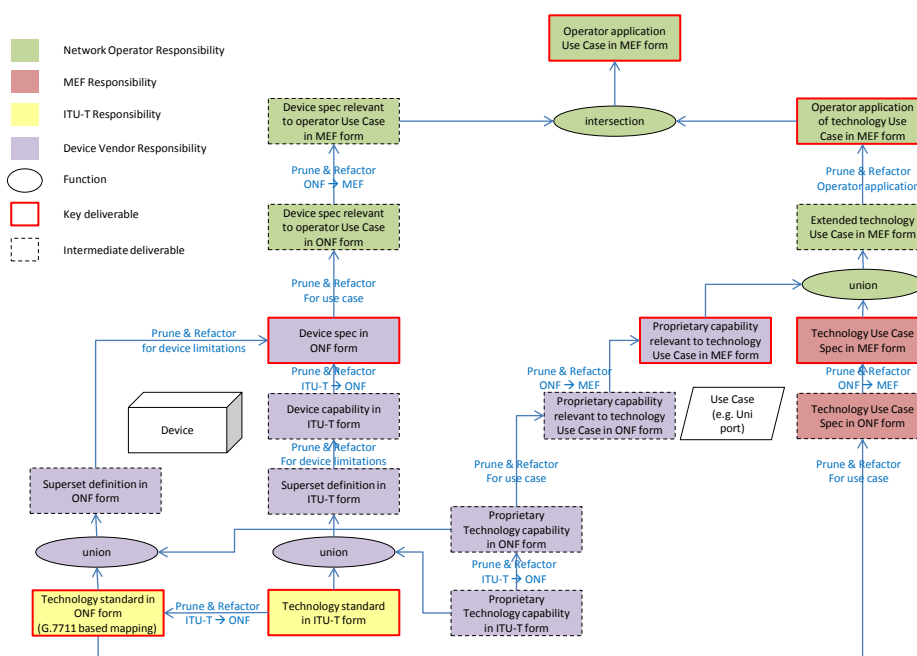 Network Operator Responsibility
MEF Responsibility
ITU-T Responsibility
Device Vendor Responsibility
Function
Key deliverable
Intermediate deliverable
Operator application
Use Case in MEF form
Device spec relevant
to operator Use Case
in MEF form
intersection
Operator application
of technology Use
Case in MEF form
Prune & Refactor
ONF → MEF
Prune & Refactor
Operator application
Device spec relevant
to operator Use Case
in ONF form
Extended technology
Use Case in MEF form
Prune & Refactor
For use case
union
Prune & Refactor
for device limitations
Device spec in
ONF form
Proprietary capability
relevant to technology
Use Case in MEF form
Technology Use Case
Spec in MEF form
Prune & Refactor
ITU-T → ONF
Prune & Refactor
ONF → MEF
Prune & Refactor
ONF → MEF
Device
Device capability in
ITU-T form
Proprietary capability
relevant to technology
Use Case in ONF form
Use Case
(e.g. Uni
port)
Technology Use Case
Spec in ONF form
Prune & Refactor
For device limitations
Prune & Refactor
For use case
Prune & Refactor
For use case
Superset definition in
ONF form
Superset definition in
ITU-T form
Proprietary
Technology capability
in ONF form
union
union
Prune & Refactor
ITU-T → ONF
Technology standard in
ONF form
(G.7711 based mapping)
Prune & Refactor
ITU-T → ONF
Technology standard
in ITU-T form
Proprietary
Technology capability
in ITU-T form